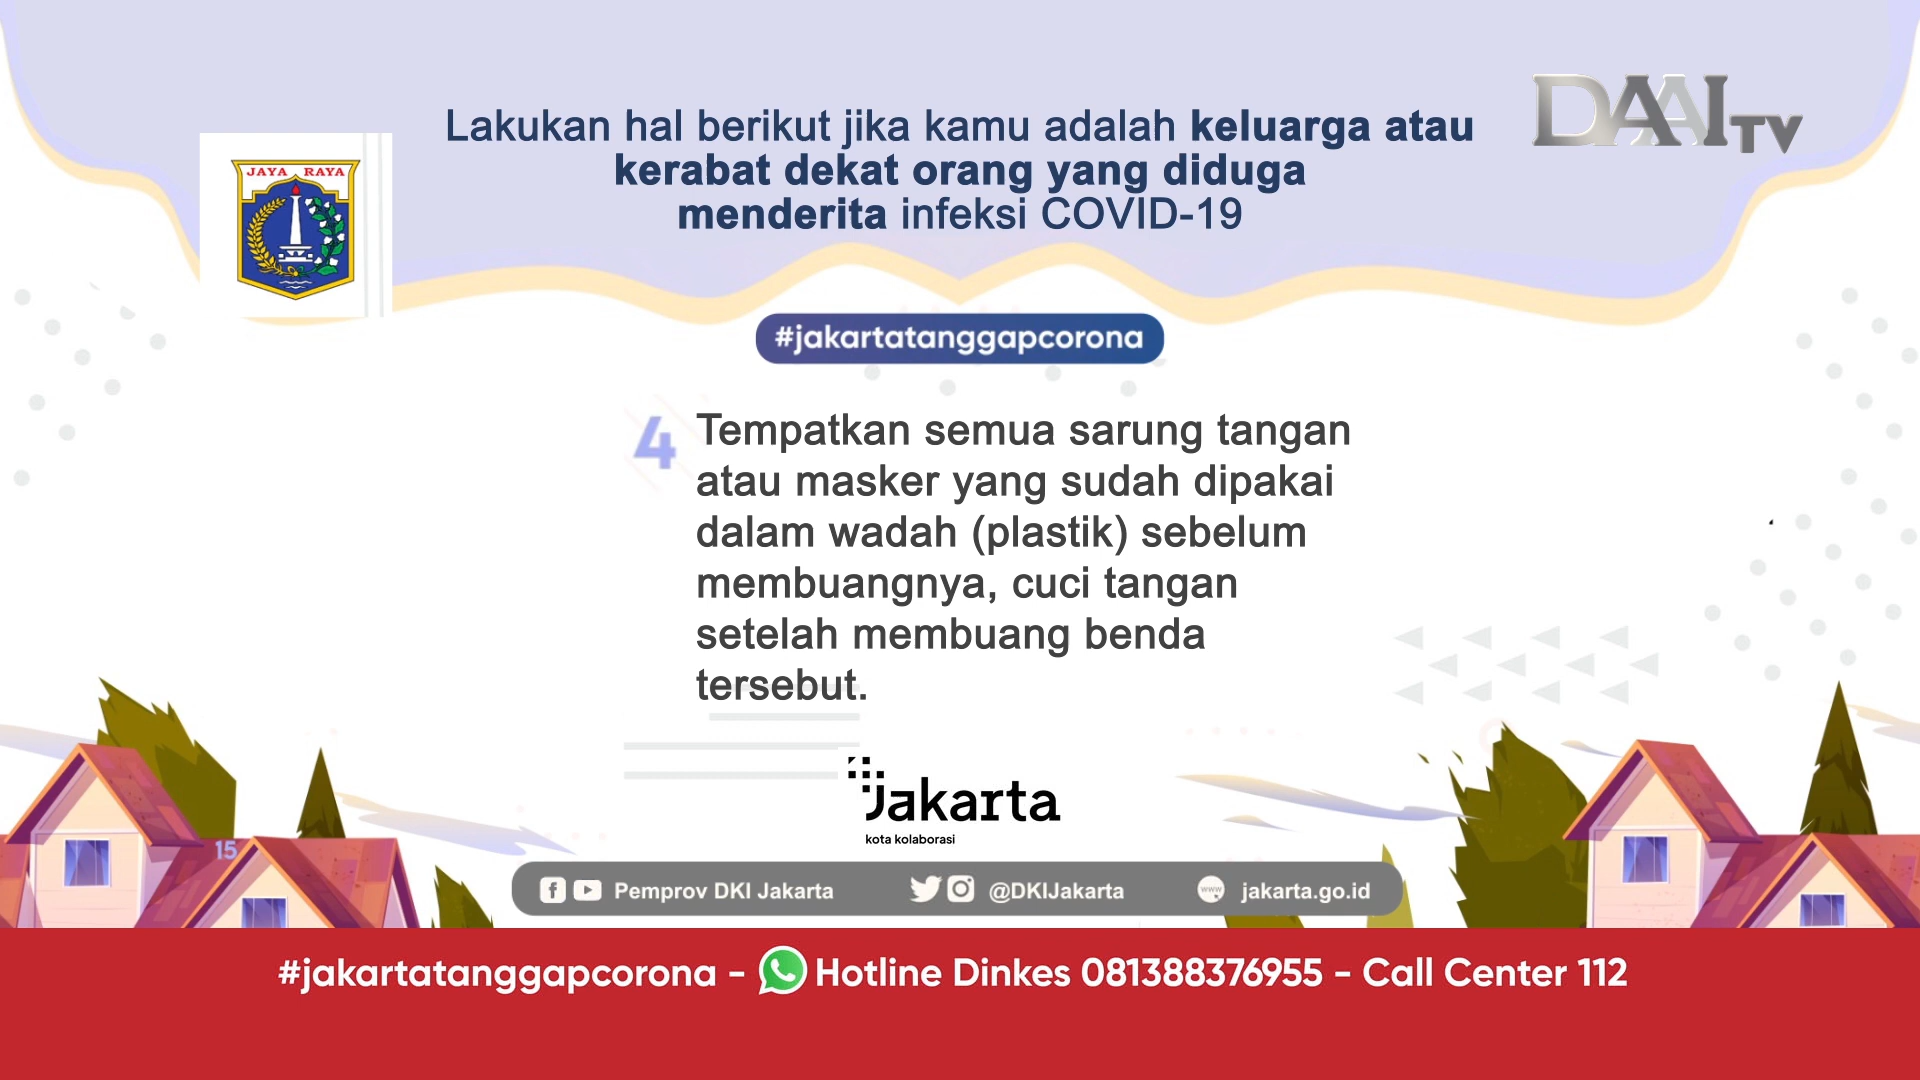 DAAI TV
Lakukan hal berikut jika kamu adalah keluarga atau
kerabat dekat orang yang diduga
menderita infeksi COVID-19
JAYA RAYA
#jakartatanggapcorona
4 Tempatkan semua sarung tangan
atau masker yang sudah dipakai
dalam wadah (plastik) sebelum
membuangnya, cuci tangan
setelah membuang benda
tersebut.
Jakarta
kota kolaborasi
15
Pemprov DKI Jakarta @DKIJakarta www jakarta.go.id
#jakartatanggapcorona - Hotline Dinkes 081388376955 - Call Center 112